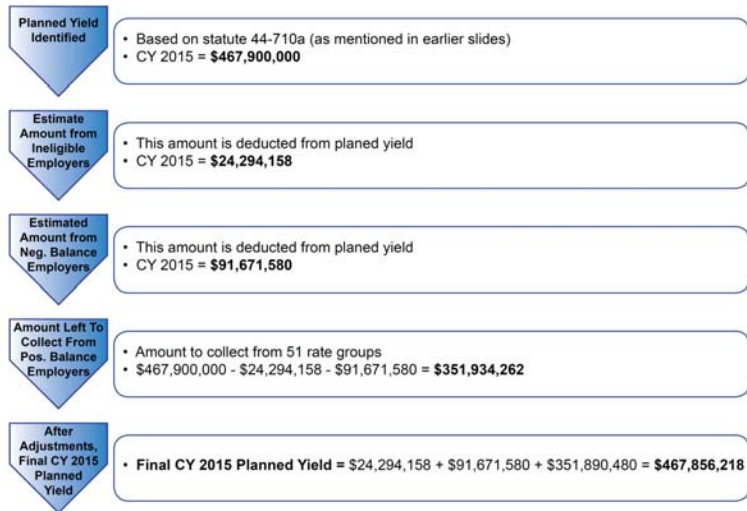 Planned Yield
Identified
• Based on statute 44-710a (as mentioned in earlier slides)
• CY 2015 = $467,900,000
Estimate
Amount from
Ineligible
Employers
• This amount is deducted from planed yield
• CY 2015 = $24,294,158
Estimated
Amount from
Neg. Balance
Employers
• This amount is deducted from planed yield
• CY 2015 = $91,671,580
Amount Left To
Collect From
Pos. Balance
Employers
• Amount to collect from 51 rate groups
• $467,900,000 - $24,294,158 - $91,671,580 = $351,934,262
After
Adjustments,
Final CY 2015
Planned
Yield
• Final CY 2015 Planned Yield = $24,294,158 + $91,671,580 + $351,890,480 = $467,856,218